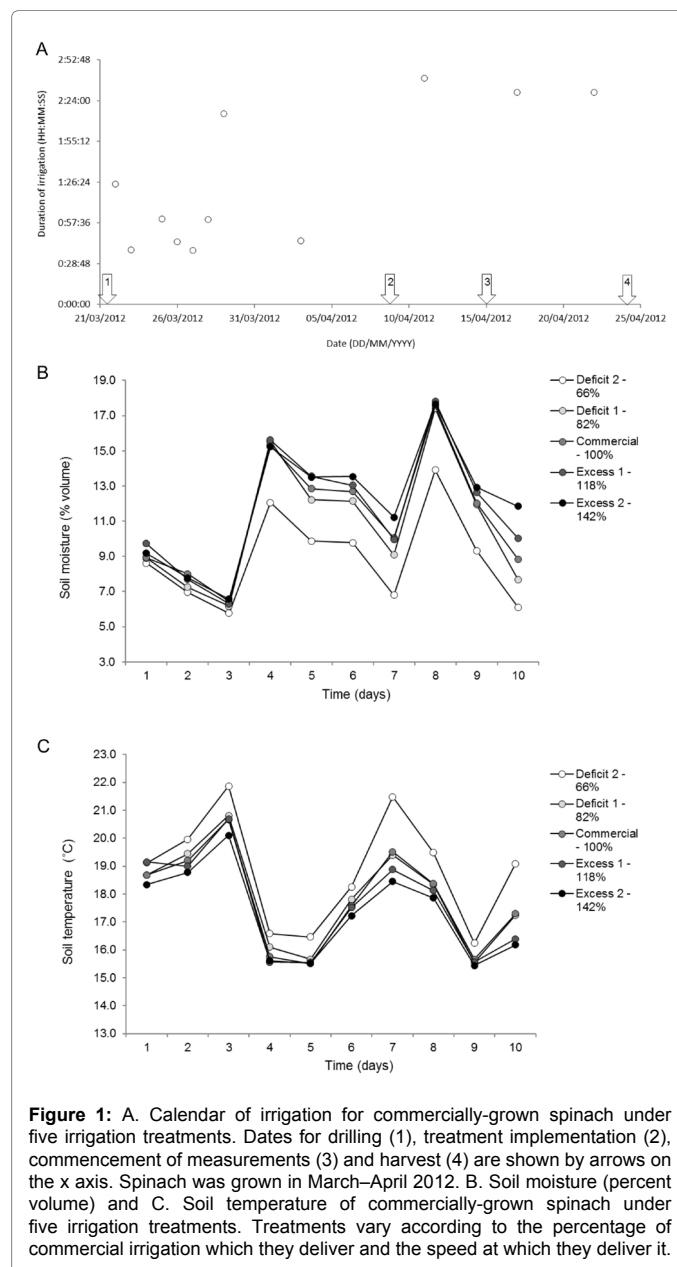 A
2:52:48
2:24:00
1:55:12
1:26:24
0:57:36
0:28:48
0:00:00
Duration of irrigation (HH:MM:SS)
1
2
3
4
21/03/2012 26/03/2012 31/03/2012 05/04/2012 10/04/2012 15/04/2012 20/04/2012 25/04/2012
Date (DD/MM/YYYY)
B
19.0
17.0
15.0
13.0
11.0
9.0
7.0
5.0
3.0
Soil moisture (% volume)
1 2 3 4 5 6 7 8 9 10
Time (days)
Deficit 2 -
66%
Deficit 1 -
82%
Commercial
- 100%
Excess 1 -
118%
Excess 2 -
142%
C
23.0
22.0
21.0
20.0
19.0
18.0
17.0
16.0
15.0
14.0
13.0
Soil temperature (°C)
1 2 3 4 5 6 7 8 9 10
Time (days)
Deficit 2 -
66%
Deficit 1 -
82%
Commercial
- 100%
Excess 1 -
118%
Excess 2 -
142%
Figure 1: A. Calendar of irrigation for commercially-grown spinach under
five irrigation treatments. Dates for drilling (1), treatment implementation (2),
commencement of measurements (3) and harvest (4) are shown by arrows on
the x axis. Spinach was grown in March–April 2012. B. Soil moisture (percent
volume) and C. Soil temperature of commercially-grown spinach under
five irrigation treatments. Treatments vary according to the percentage of
commercial irrigation which they deliver and the speed at which they deliver it.